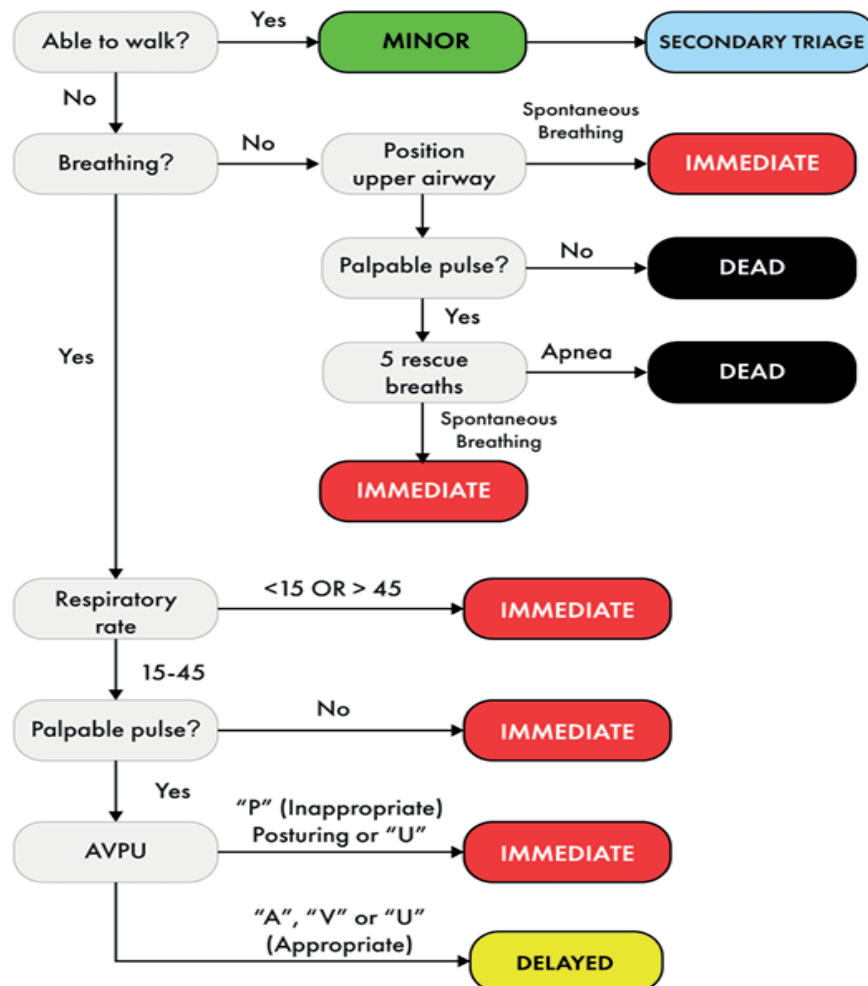 Able to walk?
Yes
MINOR
SECONDARY TRIAGE
No
Breathing?
No
Position
upper airway
Spontaneous
Breathing
IMMEDIATE
Palpable pulse?
No
DEAD
Yes
Yes
5 rescue
breaths
Apnea
DEAD
Spontaneous
Breathing
IMMEDIATE
Respiratory
rate
<15 OR > 45
IMMEDIATE
15-45
Palpable pulse?
No
IMMEDIATE
Yes
AVPU
“P” (Inappropriate)
Posturing or “U”
IMMEDIATE
“A”, “V” or “U”
(Appropriate)
DELAYED